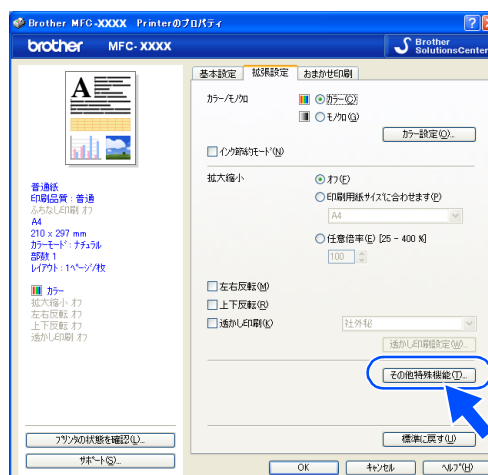 Brother MFC-XXXX Printerのプロパティ
brother MFC-XXXX
Brother
SolutionsCenter
基本設定 拡張設定 おまかせ印刷
カラー/モノクロ
カラー(O)
モノクロ(G)
カラー設定(O)...
インク節約モード(N)
拡大縮小
オフ(F)
印刷用紙サイズに合わせます(P)
A4
任意倍率(E) [25 - 400 %]
100
左右反転(M)
上下反転(R)
透かし印刷(K)
社外秘
透かし印刷設定(W)...
その他特殊機能(T)...
標準に戻す(U)
OK
キャンセル
ヘルプ(H)
A
普通紙
印刷品質 : 普通
ふちなし印刷 オフ
A4
210 x 297 mm
カラーモード : ナチュラル
部数 1
レイアウト : 1ページ/枚
カラー
拡大縮小 オフ
左右反転 オフ
上下反転 オフ
透かし印刷 オフ
プリンタの状態を確認(L)...
サポート(S)...